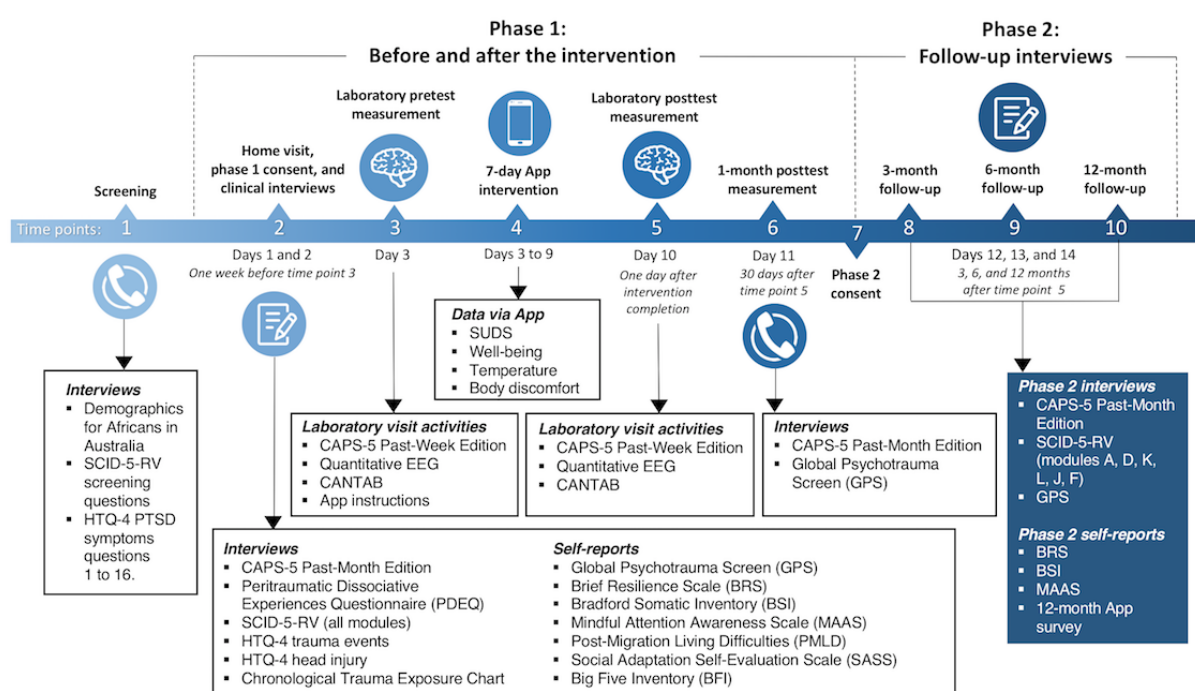 Phase 1:
Before and after the intervention
Phase 2:
Follow-up interviews
Screening
Home visit,
phase 1 consent, and
clinical interviews
Laboratory pretest
measurement
7-day App
intervention
Laboratory posttest
measurement
1-month posttest
measurement
3-month
follow-up
6-month
follow-up
12-month
follow-up
Time points: 1 2 3 4 5 6 7 8 9 10
Days 1 and 2
One week before time point 3
Day 3
Days 3 to 9
Day 10
One day after
intervention
completion
Day 11
30 days after
time point 5
Phase 2
consent
Days 12, 13, and 14
3, 6, and 12 months
after time point 5
Interviews
▪ Demographics
for Africans in
Australia
▪ SCID-5-RV
screening
questions
▪ HTQ-4 PTSD
symptoms
questions
1 to 16.
Data via App
▪ SUDS
▪ Well-being
▪ Temperature
▪ Body discomfort
Laboratory visit activities
▪ CAPS-5 Past-Week Edition
▪ Quantitative EEG
▪ CANTAB
▪ App instructions
Laboratory visit activities
▪ CAPS-5 Past-Week Edition
▪ Quantitative EEG
▪ CANTAB
Interviews
▪ CAPS-5 Past-Month Edition
▪ Global Psychotrauma
Screen (GPS)
Phase 2 interviews
▪ CAPS-5 Past-Month
Edition
▪ SCID-5-RV
(modules A, D, K,
L, J, F)
▪ GPS
Phase 2 self-reports
▪ BRS
▪ BSI
▪ MAAS
▪ 12-month App
survey
Interviews
▪ CAPS-5 Past-Month Edition
▪ Peritraumatic Dissociative
Experiences Questionnaire (PDEQ)
▪ SCID-5-RV (all modules)
▪ HTQ-4 trauma events
▪ HTQ-4 head injury
▪ Chronological Trauma Exposure Chart
Self-reports
▪ Global Psychotrauma Screen (GPS)
▪ Brief Resilience Scale (BRS)
▪ Bradford Somatic Inventory (BSI)
▪ Mindful Attention Awareness Scale (MAAS)
▪ Post-Migration Living Difficulties (PMLD)
▪ Social Adaptation Self-Evaluation Scale (SASS)
▪ Big Five Inventory (BFI)